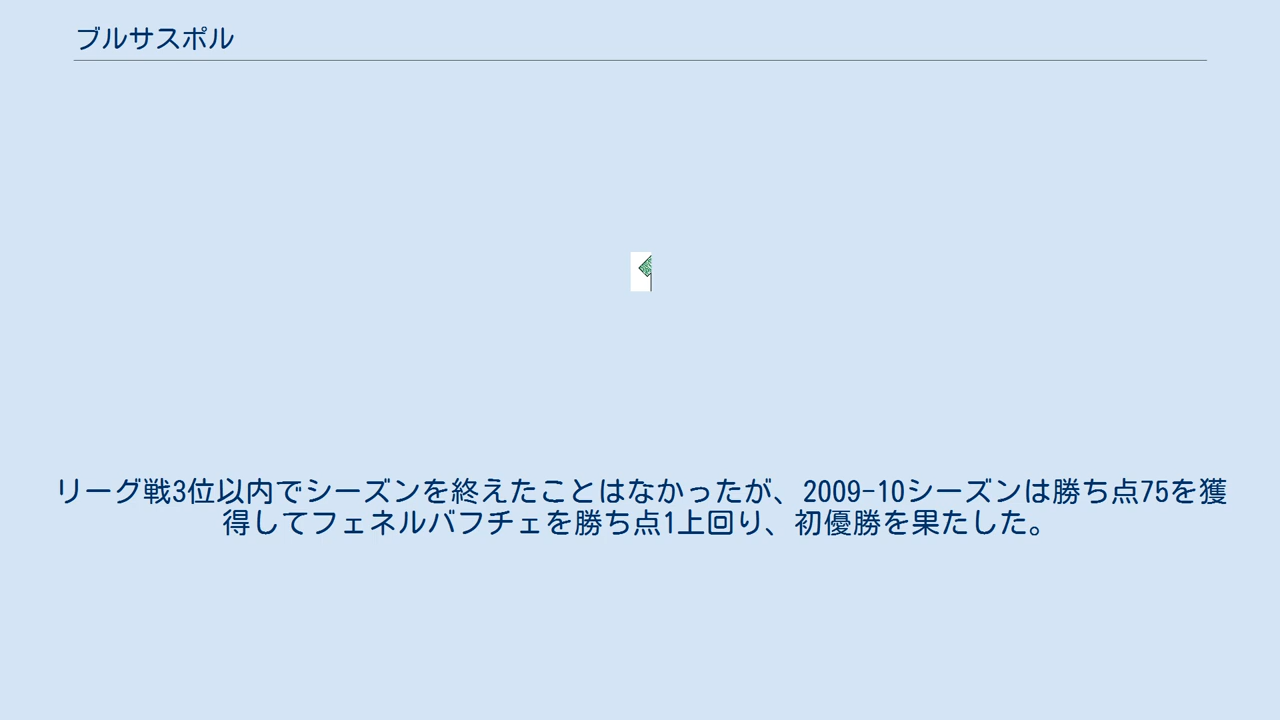 ブルサスポル
リーグ戦3位以内でシーズンを終えたことはなかったが、2009-10シーズンは勝ち点75を獲
得してフェネルバフチェを勝ち点1上回り、初優勝を果たした。